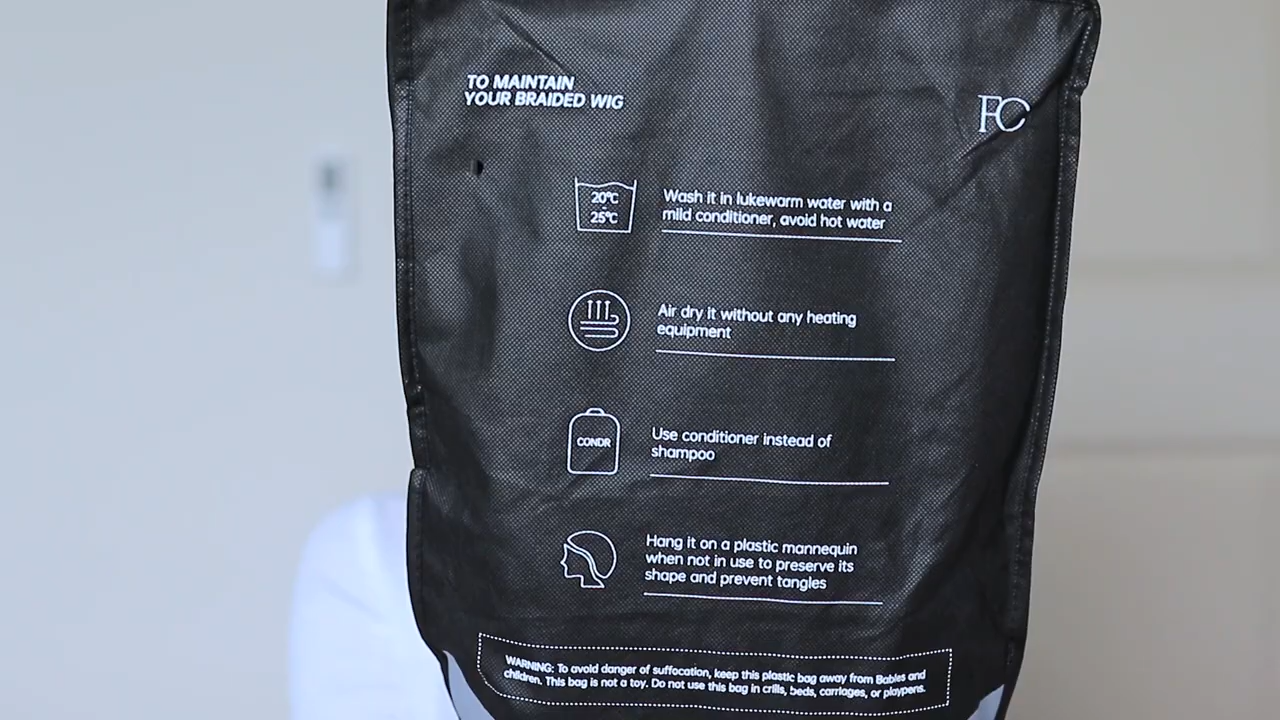 TO MAINTAIN
YOUR BRAIDED WIG
FC
20°C
25°C
Wash it in lukewarm water with a
mild conditioner, avoid hot water
Air dry it without any heating
equipment
CONDR
Use conditioner instead of
shampoo
Hang it on a plastic mannequin
when not in use to preserve its
shape and prevent tangles
WARNING: To avoid danger of suffocation, keep this plastic bag away from Babies and
children. This bag is not a toy. Do not use this bag in crills, beds, carriages, or playpens.